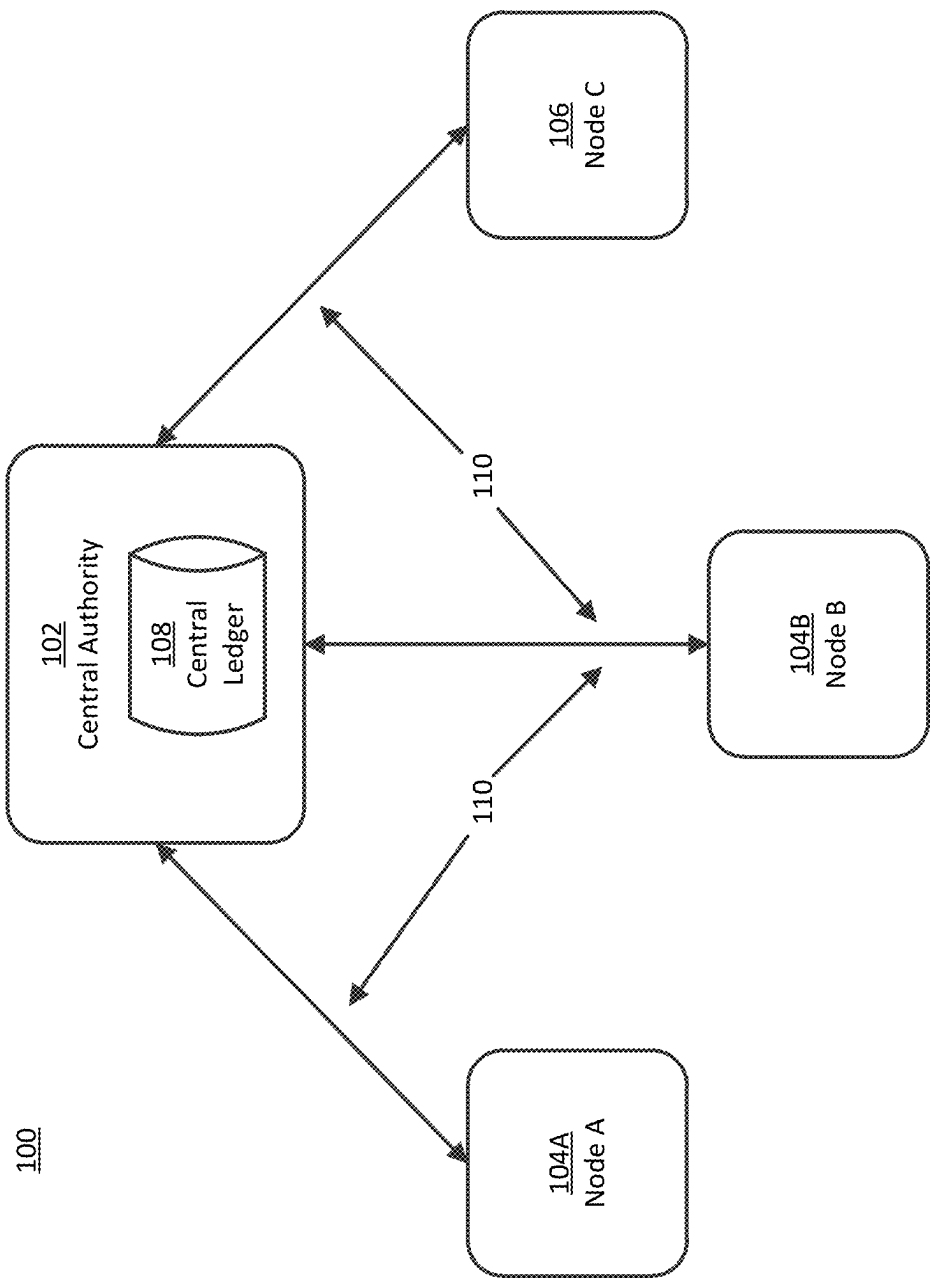 100
102
Central Authority
108
Central
Ledger
110
110
104A
Node A
104B
Node B
106
Node C